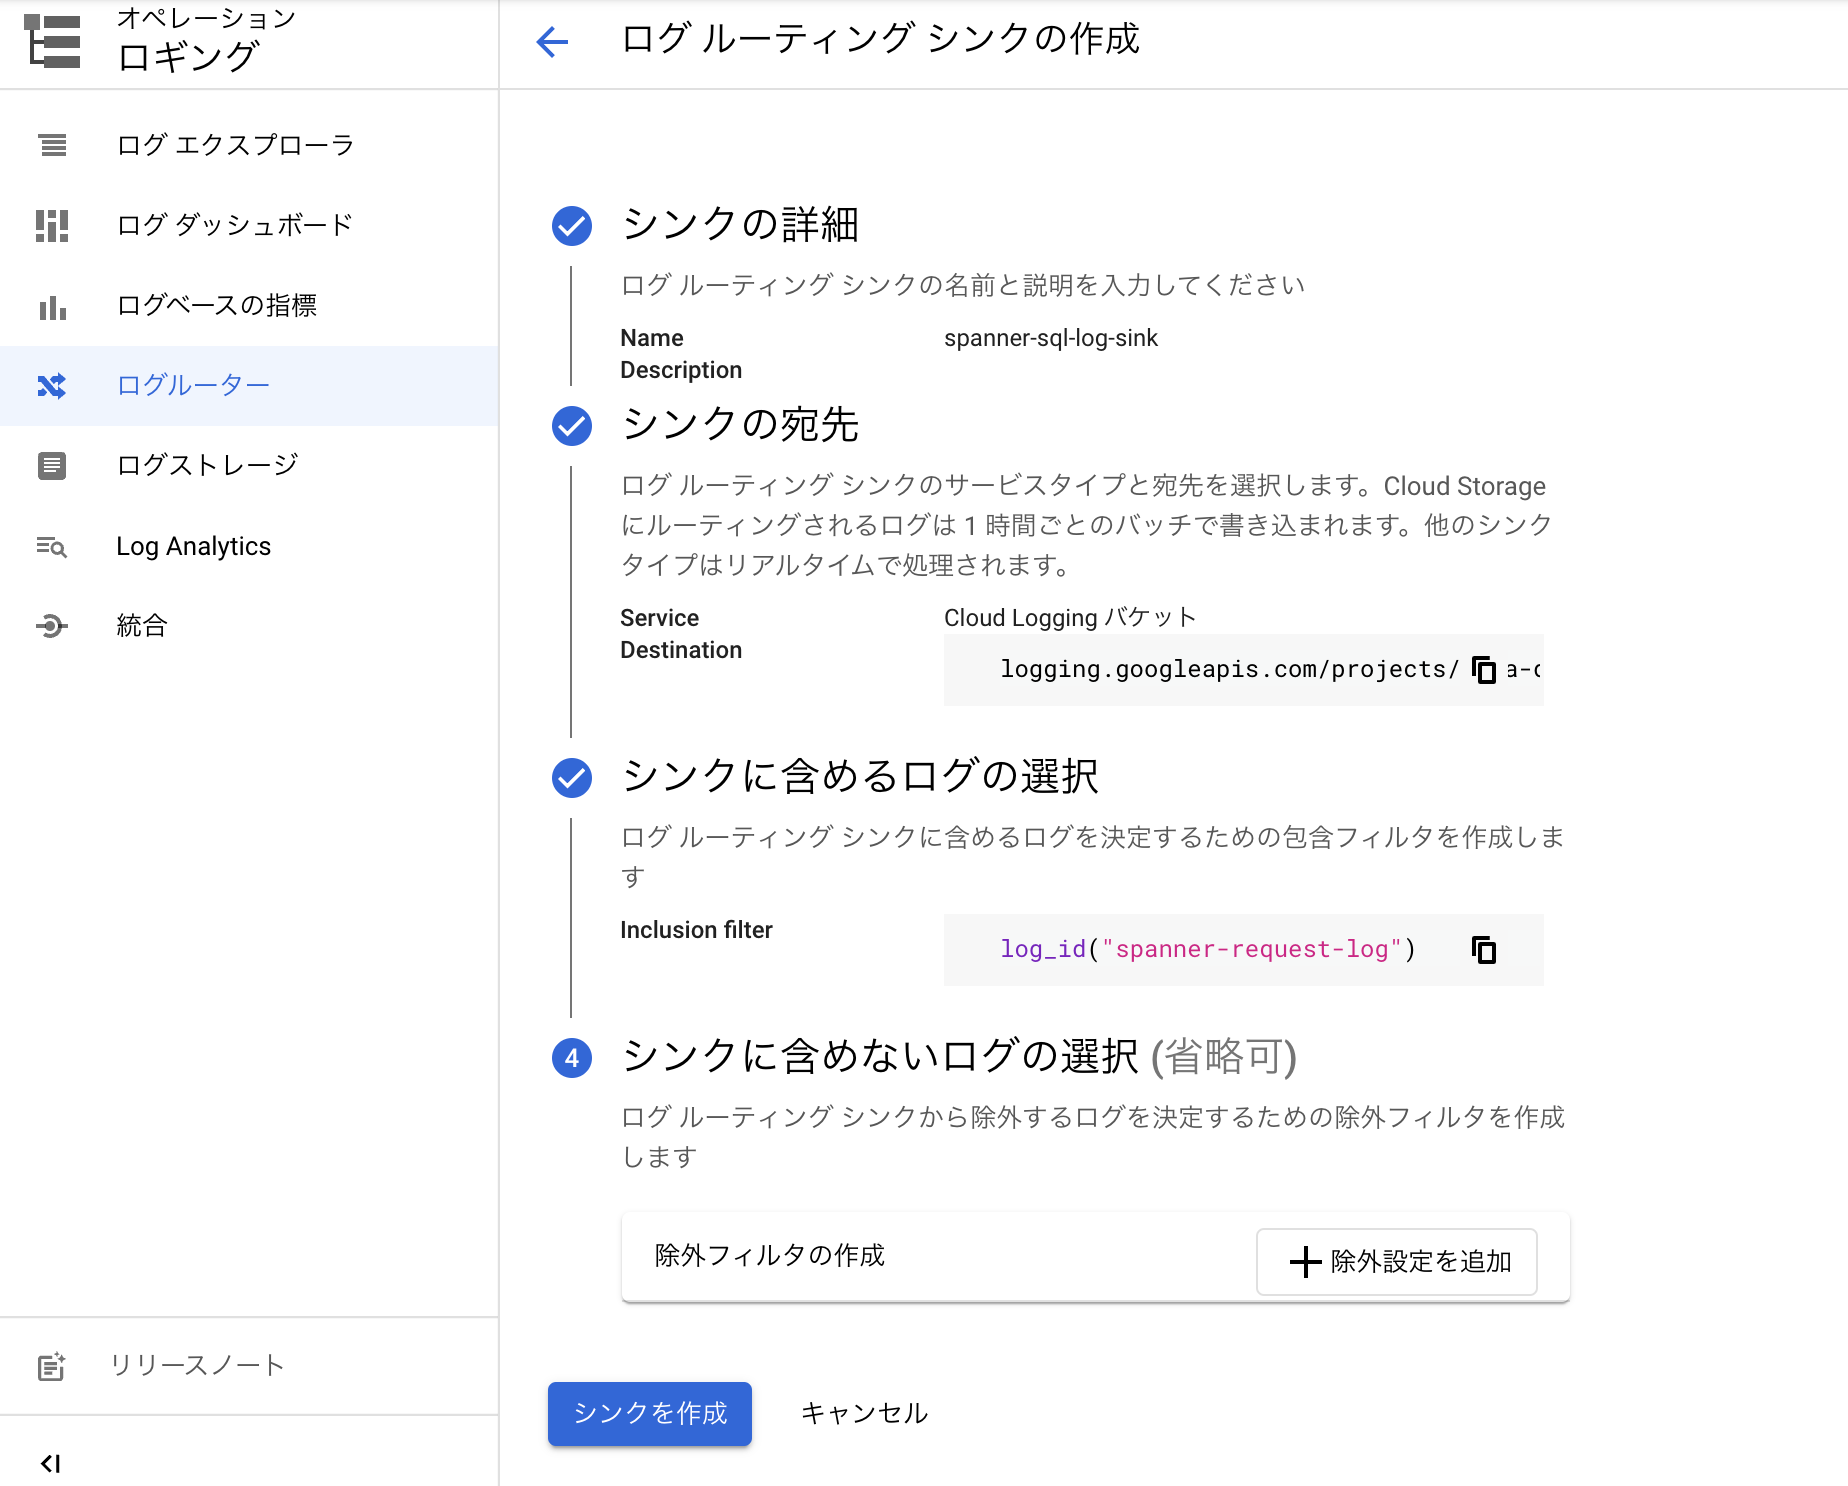 オペレーション
ロギング
ログ エクスプローラ
ログ ダッシュボード
ログベースの指標
ログルーター
ログストレージ
Log Analytics
統合
リリースノート
ログ ルーティング シンクの作成
シンクの詳細
ログ ルーティング シンクの名前と説明を入力してください
Name spanner-sql-log-sink
Description
シンクの宛先
ログ ルーティング シンクのサービスタイプと宛先を選択します。Cloud Storage
にルーティングされるログは 1 時間ごとのバッチで書き込まれます。他のシンク
タイプはリアルタイムで処理されます。
Service Cloud Logging バケット
Destination
logging.googleapis.com/projects/
シンクに含めるログの選択
ログ ルーティング シンクに含めるログを決定するための包含フィルタを作成しま
す
Inclusion filter
log_id("spanner-request-log")
4 シンクに含めないログの選択 (省略可)
ログ ルーティング シンクから除外するログを決定するための除外フィルタを作成
します
除外フィルタの作成
除外設定を追加
シンクを作成 キャンセル